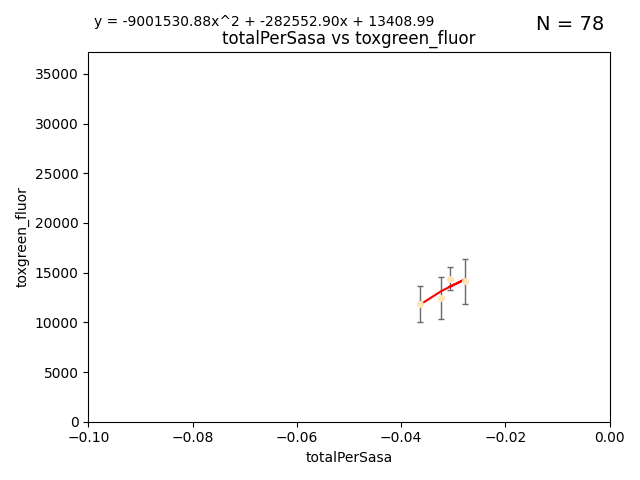 y = -9001530.88x^2 + -282552.90x + 13408.99
N = 78
totalPerSasa vs toxgreen_fluor
35000
30000
25000
20000
15000
10000
5000
0
toxgreen_fluor
−0.10 −0.08 −0.06 −0.04 −0.02 0.00
totalPerSasa